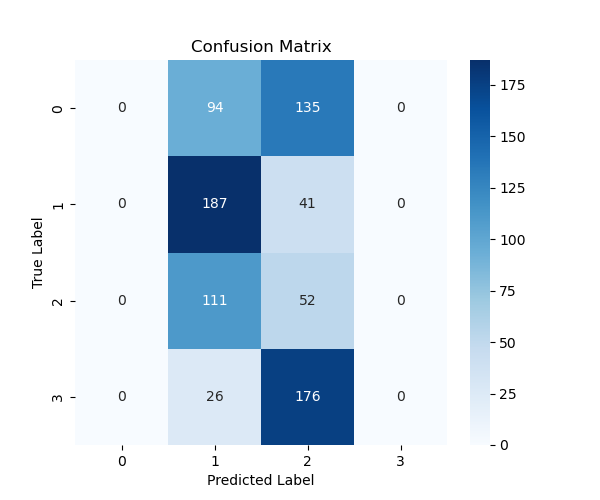 Confusion Matrix
0 0 94 135 0
1 0 187 41 0
2 0 111 52 0
3 0 26 176 0
0 1 2 3
True Label
Predicted Label
175
150
125
100
75
50
25
0